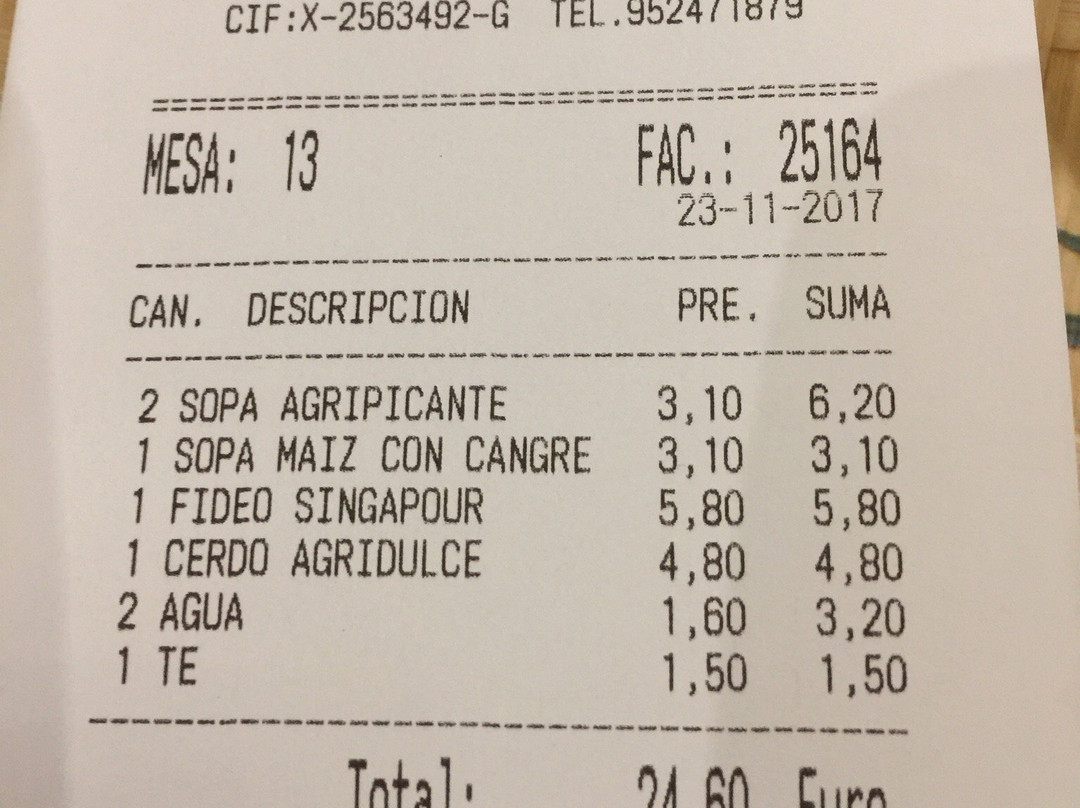 CIF:X-2563492-G TEL.952471879
MESA: 13 FAC.: 25164
23-11-2017
CAN. DESCRIPCION PRE. SUMA
2 SOPA AGRIPICANTE 3,10 6,20
1 SOPA MAIZ CON CANGRE 3,10 3,10
1 FIDEO SINGAPOUR 5,80 5,80
1 CERDO AGRIDULCE 4,80 4,80
2 AGUA 1,60 3,20
1 TE 1,50 1,50
Total: 24,60 Euro